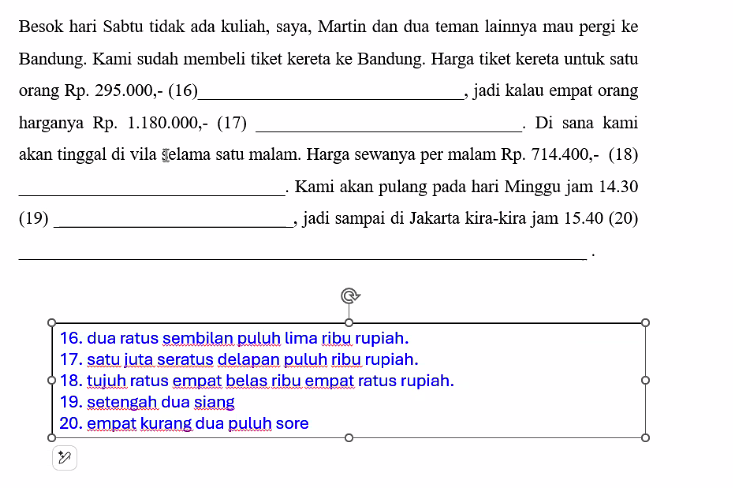 Besok hari Sabtu tidak ada kuliah, saya, Martin dan dua teman lainnya mau pergi ke
Bandung. Kami sudah membeli tiket kereta ke Bandung. Harga tiket kereta untuk satu
orang Rp. 295.000,- (16)____________________________, jadi kalau empat orang
harganya Rp. 1.180.000,- (17) ____________________________. Di sana kami
akan tinggal di vila selama satu malam. Harga sewanya per malam Rp. 714.400,- (18)
____________________________. Kami akan pulang pada hari Minggu jam 14.30
(19) _________________________, jadi sampai di Jakarta kira-kira jam 15.40 (20)
____________________________________________________________ .
16. dua ratus sembilan puluh lima ribu rupiah.
17. satu juta seratus delapan puluh ribu rupiah.
18. tujuh ratus empat belas ribu empat ratus rupiah.
19. setengah dua siang
20. empat kurang dua puluh sore